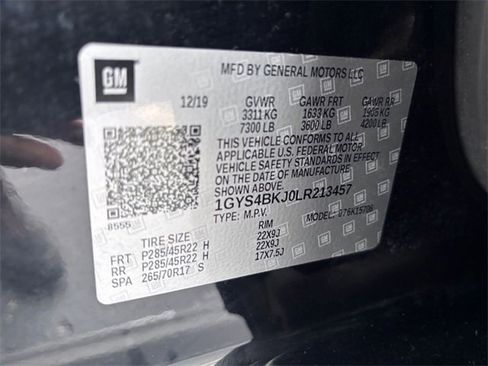 GM
MFD BY GENERAL MOTORS LLC
12/19 GVWR GAWR FRT GAWR RR
3311 KG 1633 KG 1905 KG
7300 LB 3600 LB 4200 LB
THIS VEHICLE CONFORMS TO ALL
APPLICABLE U.S. FEDERAL MOTOR
VEHICLE SAFETY STANDARDS IN EFFECT
ON THE DATE OF MANUFACTURE
SHOWN ABOVE.
1GYS4BKJ0LR213457
8555 TYPE: M.P.V. MODEL: 076K15706
TIRE SIZE RIM
FRT P285/45R22 H 22X9J
RR P285/45R22 H 22X9J
SPA 265/70R17 S 17X7.5J